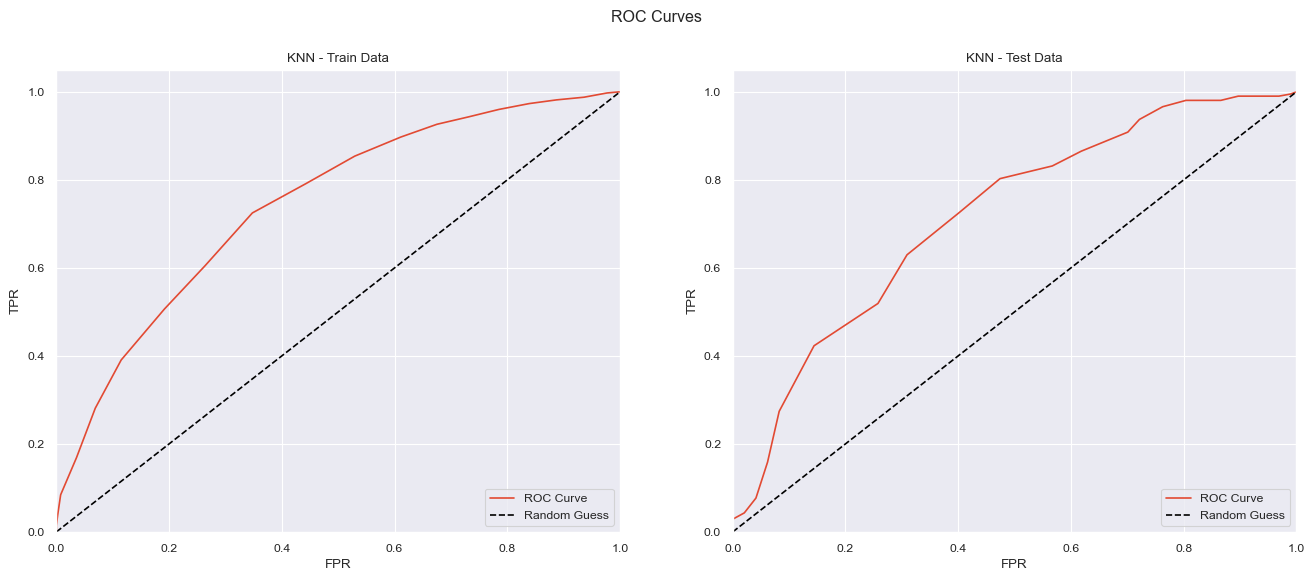 ROC Curves
KNN - Train Data
1.0
0.8
0.6
0.4
0.2
0.0
TPR
0.0 0.2 0.4 0.6 0.8 1.0
FPR
ROC Curve
Random Guess
KNN - Test Data
1.0
0.8
0.6
0.4
0.2
0.0
TPR
0.0 0.2 0.4 0.6 0.8 1.0
FPR
ROC Curve
Random Guess